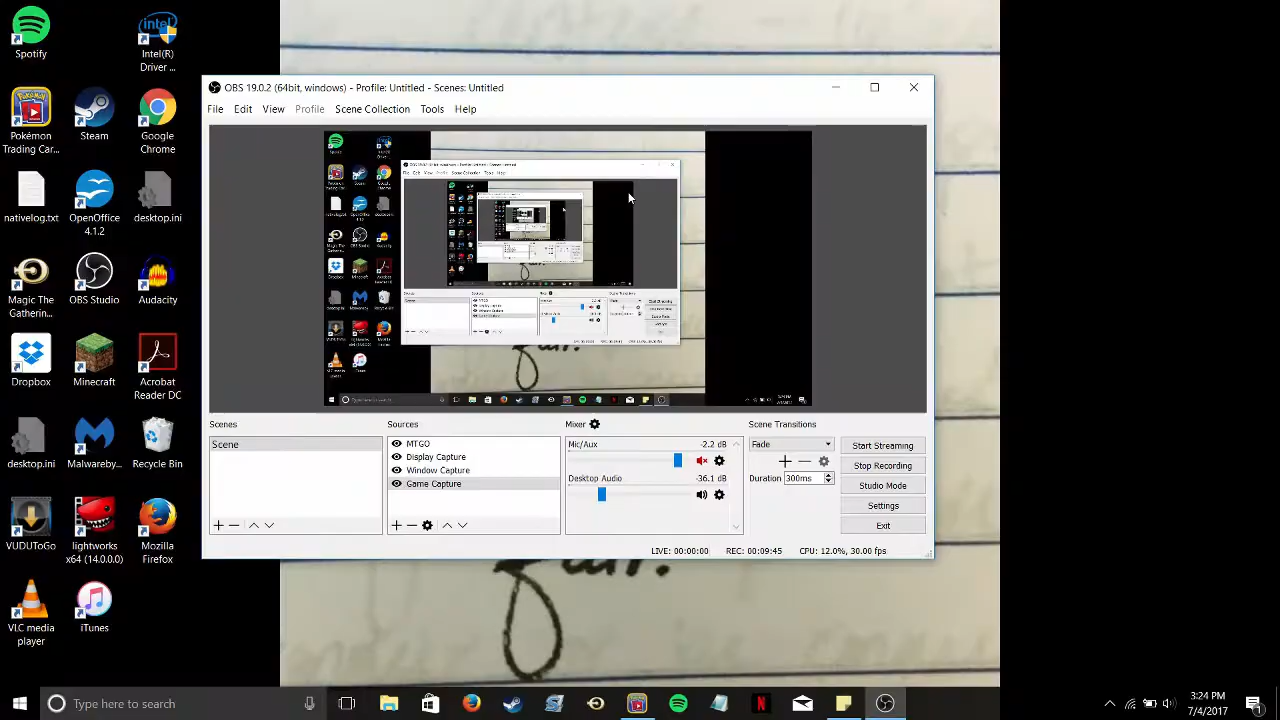 Spotify
Intel(R)
Driver ...
Pokémon
Trading Car...
Steam
Google
Chrome
nativelog.txt
OpenOffice
4.1.2
desktop.ini
Magic The
Gatherin...
OBS Studio
Audacity
Dropbox
Minecraft
Acrobat
Reader DC
desktop.ini
Malwareby...
Recycle Bin
VUDUToGo
lightworks
x64 (14.0.0.0)
Mozilla
Firefox
VLC media
player
iTunes
OBS 19.0.2 (64bit, windows) - Profile: Untitled - Scenes: Untitled
File Edit View Profile Scene Collection Tools Help
Scenes
Scene
Sources
MTGO
Display Capture
Window Capture
Game Capture
Mixer
Mic/Aux -2.2 dB
Desktop Audio -36.1 dB
Scene Transitions
Fade
Duration 300ms
Start Streaming
Stop Recording
Studio Mode
Settings
Exit
LIVE: 00:00:00 REC: 00:09:45 CPU: 12.0%, 30.00 fps
Type here to search
3:24 PM
7/4/2017